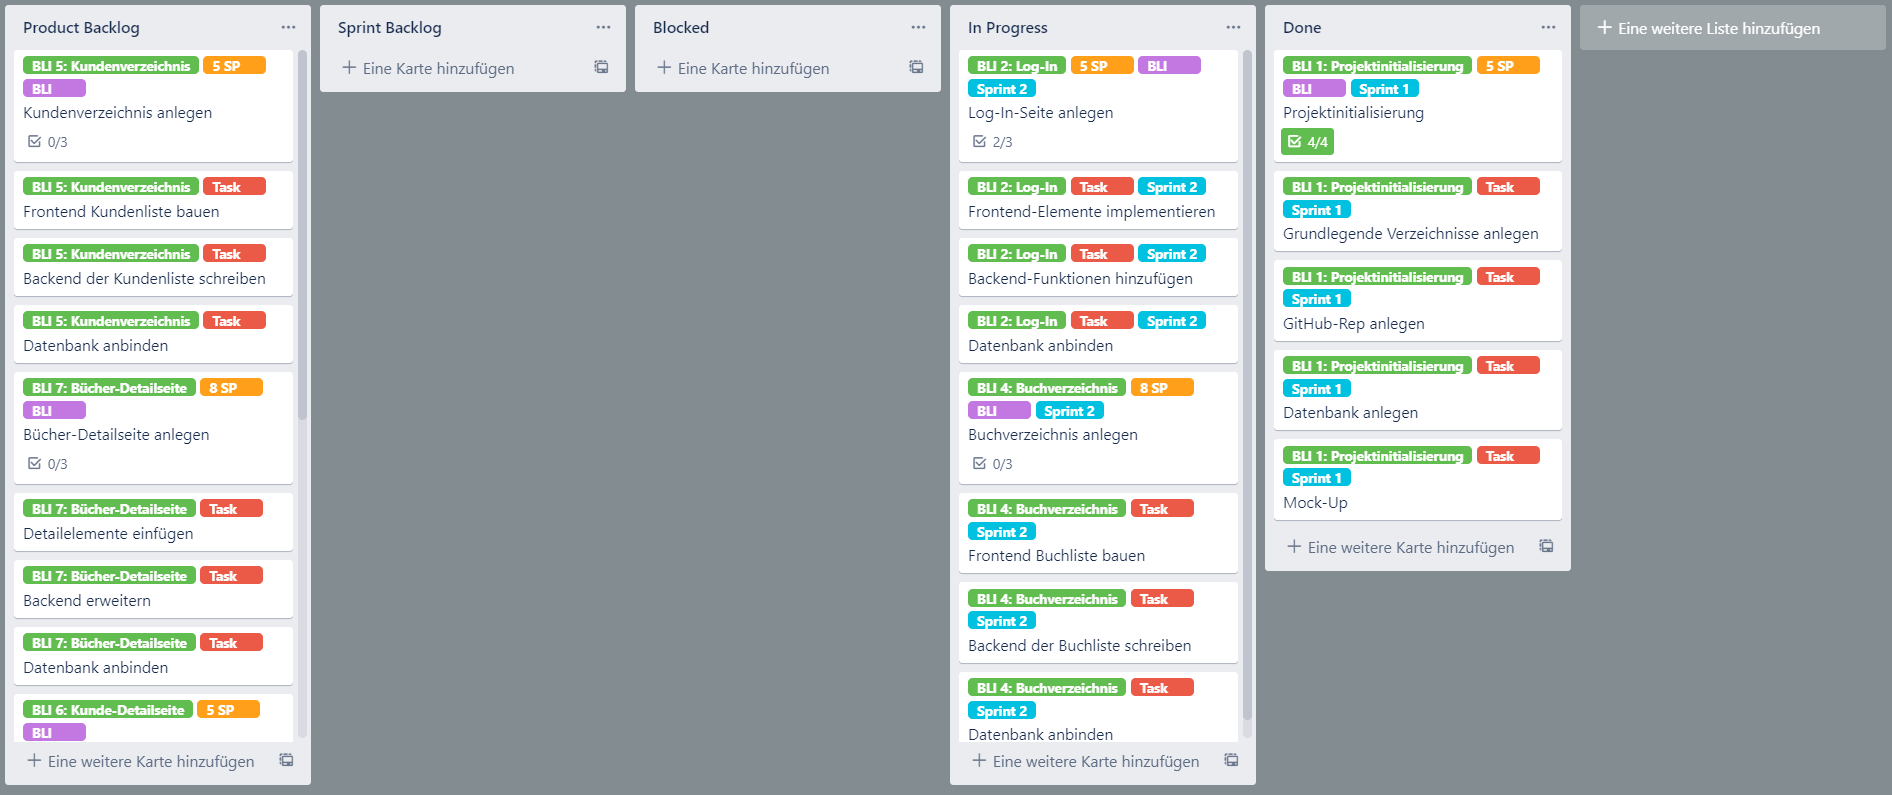 Product Backlog
BLI 5: Kundenverzeichnis 5 SP
BLI
Kundenverzeichnis anlegen
0/3
BLI 5: Kundenverzeichnis Task
Frontend Kundenliste bauen
BLI 5: Kundenverzeichnis Task
Backend der Kundenliste schreiben
BLI 5: Kundenverzeichnis Task
Datenbank anbinden
BLI 7: Bücher-Detailseite 8 SP
BLI
Bücher-Detailseite anlegen
0/3
BLI 7: Bücher-Detailseite Task
Detailelemente einfügen
BLI 7: Bücher-Detailseite Task
Backend erweitern
BLI 7: Bücher-Detailseite Task
Datenbank anbinden
BLI 6: Kunde-Detailseite 5 SP
BLI
Eine weitere Karte hinzufügen
Sprint Backlog
Eine Karte hinzufügen
Blocked
Eine Karte hinzufügen
In Progress
BLI 2: Log-In 5 SP BLI
Sprint 2
Log-In-Seite anlegen
2/3
BLI 2: Log-In Task Sprint 2
Frontend-Elemente implementieren
BLI 2: Log-In Task Sprint 2
Backend-Funktionen hinzufügen
BLI 2: Log-In Task Sprint 2
Datenbank anbinden
BLI 4: Buchverzeichnis 8 SP
BLI Sprint 2
Buchverzeichnis anlegen
0/3
BLI 4: Buchverzeichnis Task
Sprint 2
Frontend Buchliste bauen
BLI 4: Buchverzeichnis Task
Sprint 2
Backend der Buchliste schreiben
BLI 4: Buchverzeichnis Task
Sprint 2
Datenbank anbinden
Eine weitere Karte hinzufügen
Done
BLI 1: Projektinitialisierung 5 SP
BLI Sprint 1
Projektinitialisierung
4/4
BLI 1: Projektinitialisierung Task
Sprint 1
Grundlegende Verzeichnisse anlegen
BLI 1: Projektinitialisierung Task
Sprint 1
GitHub-Rep anlegen
BLI 1: Projektinitialisierung Task
Sprint 1
Datenbank anlegen
BLI 1: Projektinitialisierung Task
Sprint 1
Mock-Up
Eine weitere Karte hinzufügen
Eine weitere Liste hinzufügen